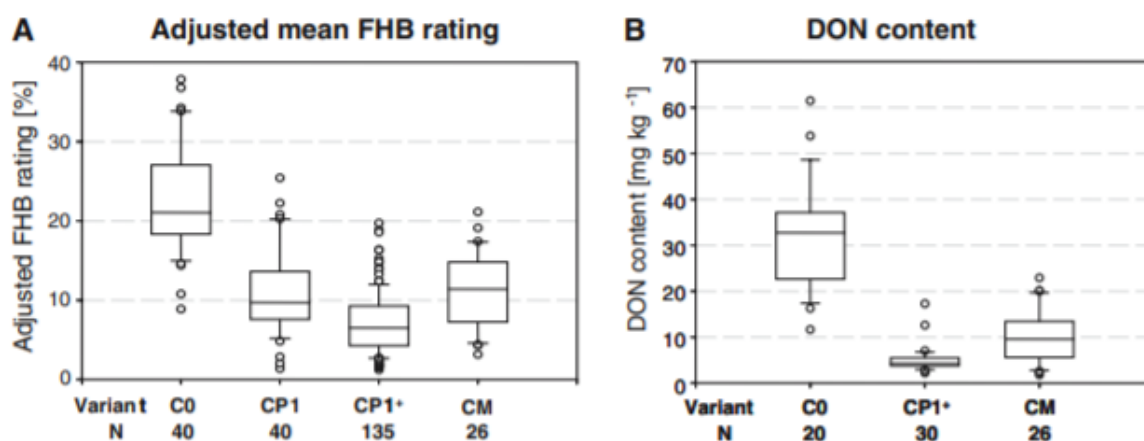 A Adjusted mean FHB rating
Adjusted FHB rating [%]
40
30
20
10
0
Variant C0 CP1 CP1+ CM
N 40 40 135 26
B DON content
DON content [mg kg -1]
70
60
50
40
30
20
10
0
Variant C0 CP1+ CM
N 20 30 26